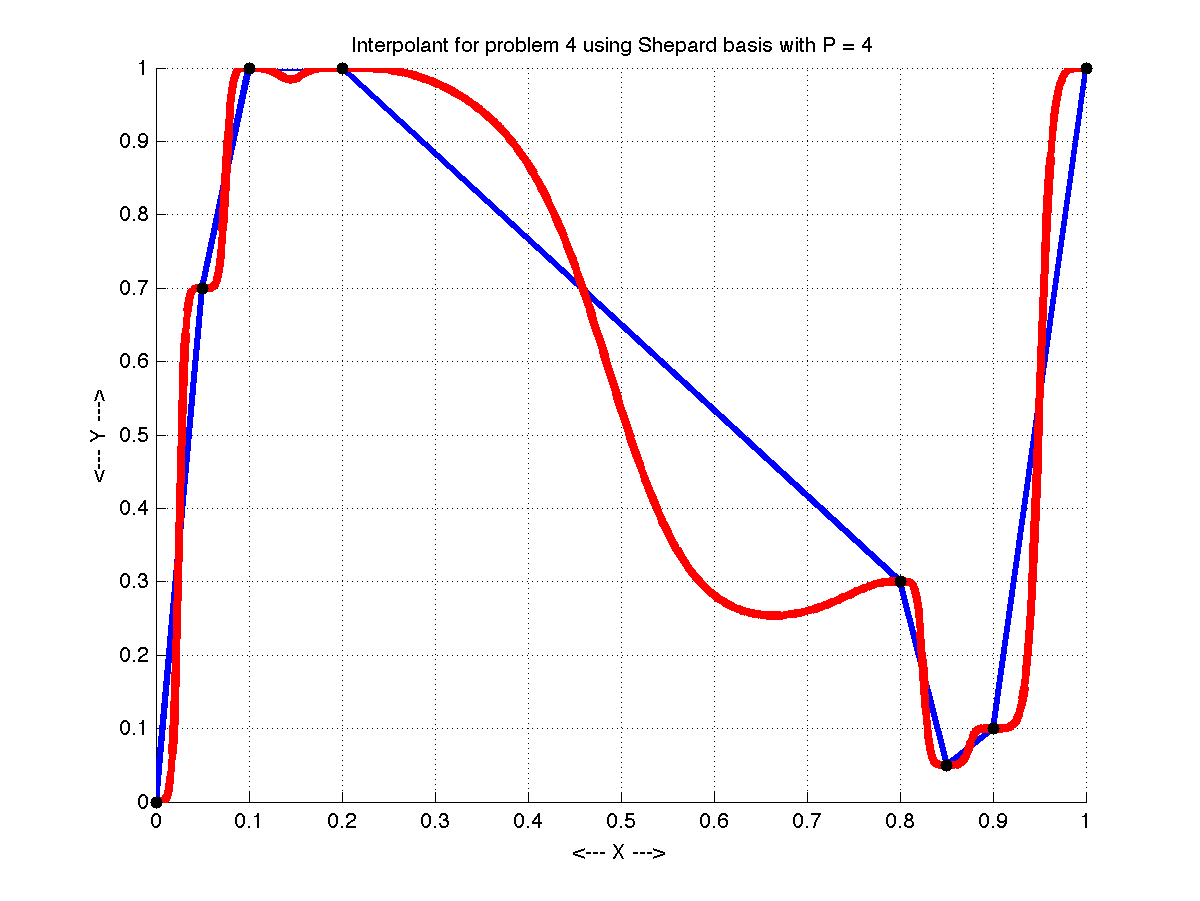 Interpolant for problem 4 using Shepard basis with P = 4
1
0.9
0.8
0.7
0.6
0.5
0.4
0.3
0.2
0.1
0
<--- Y --->
0 0.1 0.2 0.3 0.4 0.5 0.6 0.7 0.8 0.9 1
<--- X --->